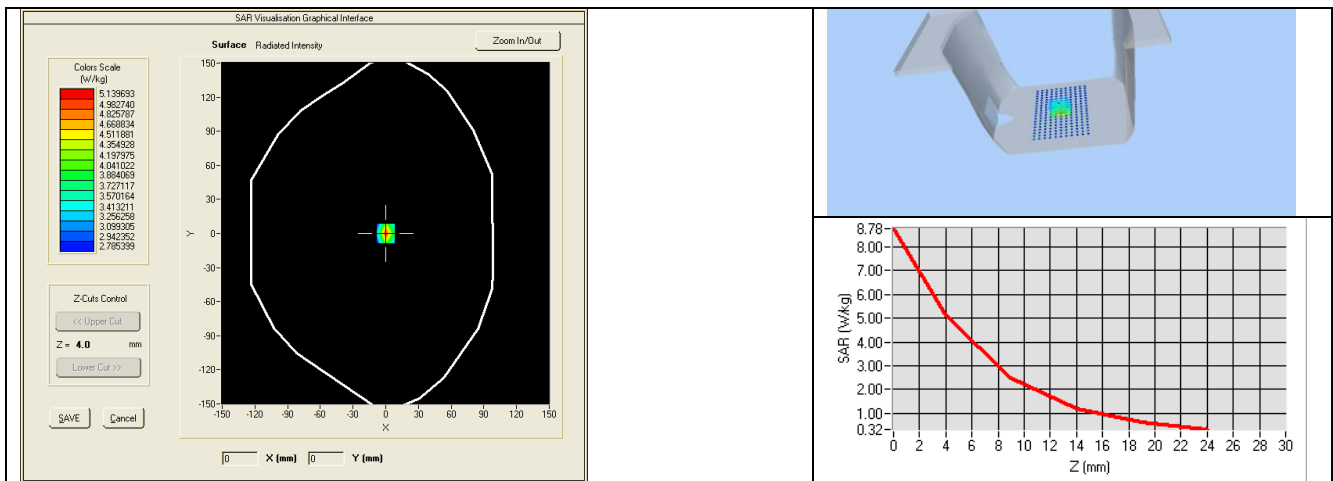 SAR Visualisation Graphical Interface
Surface Radiated Intensity
Zoom In/Out
Colors Scale
(W/kg)
5.139693
4.982740
4.825787
4.668834
4.511881
4.354928
4.197975
4.041022
3.884069
3.727117
3.570164
3.413211
3.256258
3.099305
2.942352
2.785399
Z-Cuts Control
<< Upper Cut
Z = 4.0 mm
Lower Cut >>
SAVE Cancel
150-
120-
90-
60-
30-
0-
-30-
-60-
-90-
-120-
-150-
Y
-150 -120 -90 -60 -30 0 30 60 90 120 150
X
0 X (mm) 0 Y (mm)
8.78-
8.00-
7.00-
6.00-
5.00-
4.00-
3.00-
2.00-
1.00-
0.32-
SAR (W/kg)
0 2 4 6 8 10 12 14 16 18 20 22 24 26 28 30
Z (mm)